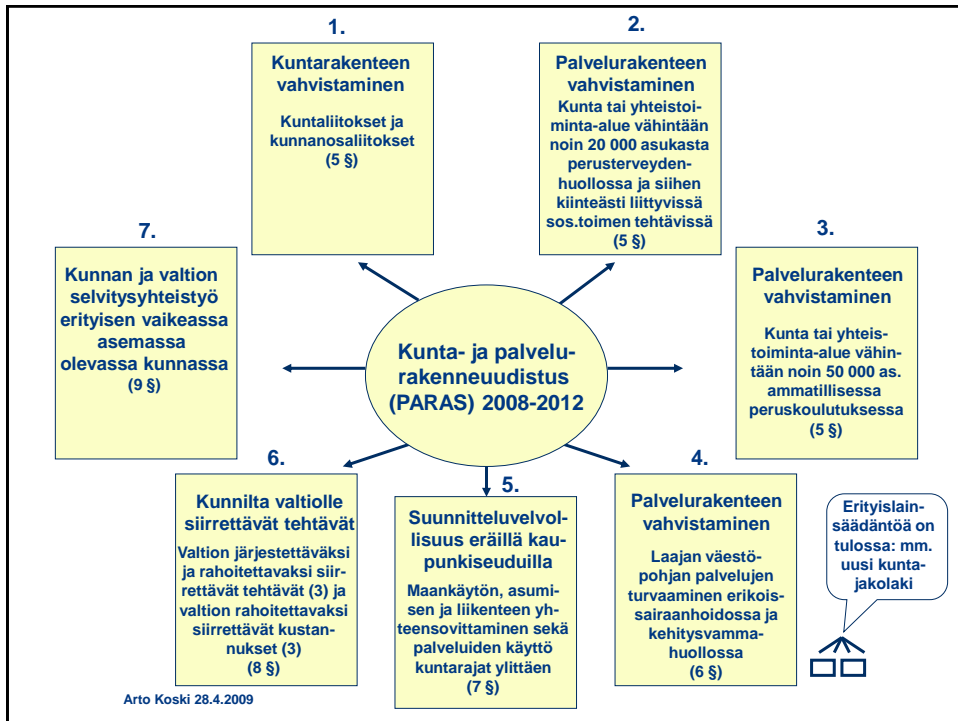 1.
Kuntarakenteen
vahvistaminen
Kuntaliitokset ja
kunnanosaliitokset
(5 §)
2.
Palvelurakenteen
vahvistaminen
Kunta tai yhteistoi-
minta-alue vähintään
noin 20 000 asukasta
perusterveyden-
huollossa ja siihen
kiinteästi liittyvissä
sos.toimen tehtävissä
(5 §)
3.
Palvelurakenteen
vahvistaminen
Kunta tai yhteis-
toiminta-alue vähin-
tään noin 50 000 as.
ammatillisessa
peruskoulutuksessa
(5 §)
4.
Palvelurakenteen
vahvistaminen
Laajan väestö-
pohjan palvelujen
turvaaminen erikois-
sairaanhoidossa ja
kehitysvamma-
huollossa
(6 §)
5.
Suunnitteluvelvol-
lisuus eräillä kau-
punkiseuduilla
Maankäytön, asumi-
sen ja liikenteen yh-
teensovittaminen sekä
palveluiden käyttö
kuntarajat ylittäen
(7 §)
6.
Kunnilta valtiolle
siirrettävät tehtävät
Valtion järjestettäväksi
ja rahoitettavaksi siir-
rettävät tehtävät (3) ja
valtion rahoitettavaksi
siirrettävät kustan-
nukset (3)
(8 §)
7.
Kunnan ja valtion
selvitysyhteistyö
erityisen vaikeassa
asemassa
olevassa kunnassa
(9 §)
Kunta- ja palvelu-
rakenneuudistus
(PARAS) 2008-2012
Erityislain-
säädäntöä on
tulossa: mm.
uusi kunta-
jakolaki
Arto Koski 28.4.2009